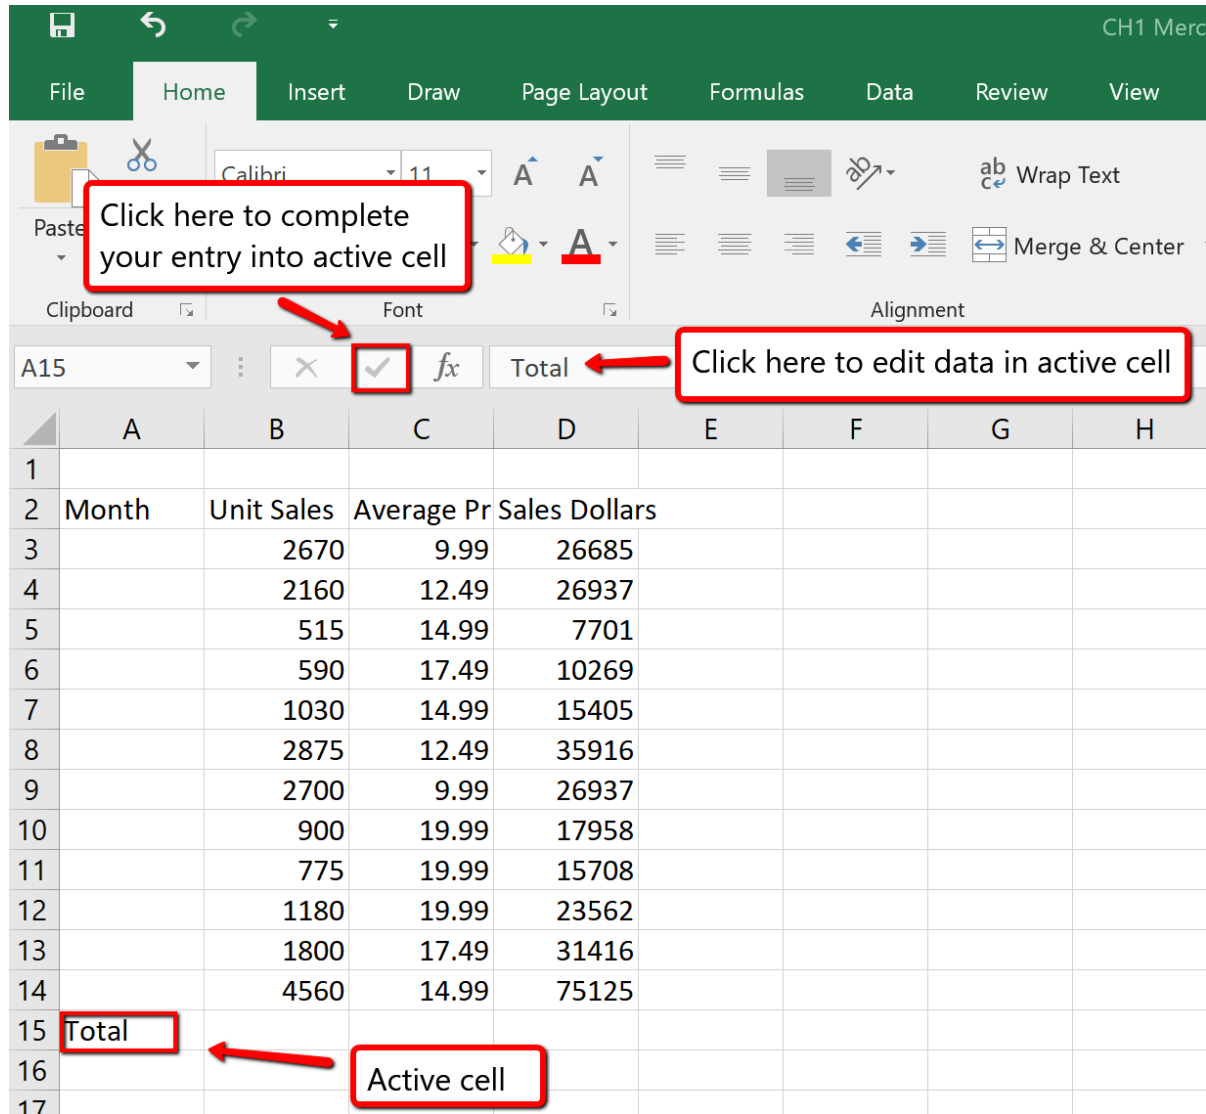 CH1 Merc
File Home Insert Draw Page Layout Formulas Data Review View
Calibri 11 A A ab c Wrap Text
Paste A Merge & Center
Click here to complete
your entry into active cell
Clipboard Font Alignment
A15 fx Total
Click here to edit data in active cell
A B C D E F G H
1
2 Month Unit Sales Average Pr Sales Dollars
3 2670 9.99 26685
4 2160 12.49 26937
5 515 14.99 7701
6 590 17.49 10269
7 1030 14.99 15405
8 2875 12.49 35916
9 2700 9.99 26937
10 900 19.99 17958
11 775 19.99 15708
12 1180 19.99 23562
13 1800 17.49 31416
14 4560 14.99 75125
15 Total
16
Active cell
17